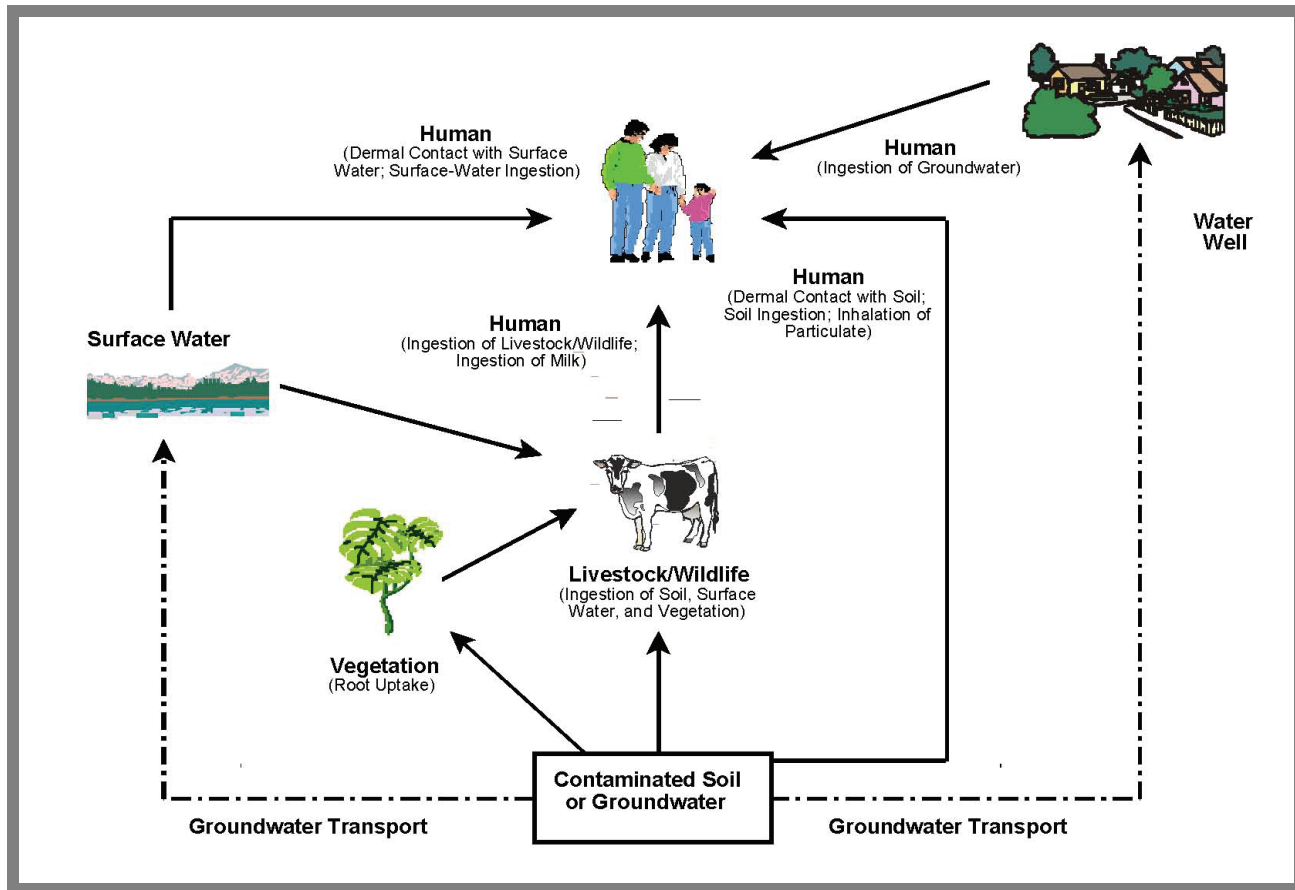 Human
(Dermal Contact with Surface
Water; Surface-Water Ingestion)
Human
(Ingestion of Groundwater)
Water
Well
Human
(Dermal Contact with Soil;
Soil Ingestion; Inhalation of
Particulate)
Human
(Ingestion of Livestock/Wildlife;
Ingestion of Milk)
Surface Water
Livestock/Wildlife
(Ingestion of Soil, Surface
Water, and Vegetation)
Vegetation
(Root Uptake)
Contaminated Soil
or Groundwater
Groundwater Transport
Groundwater Transport